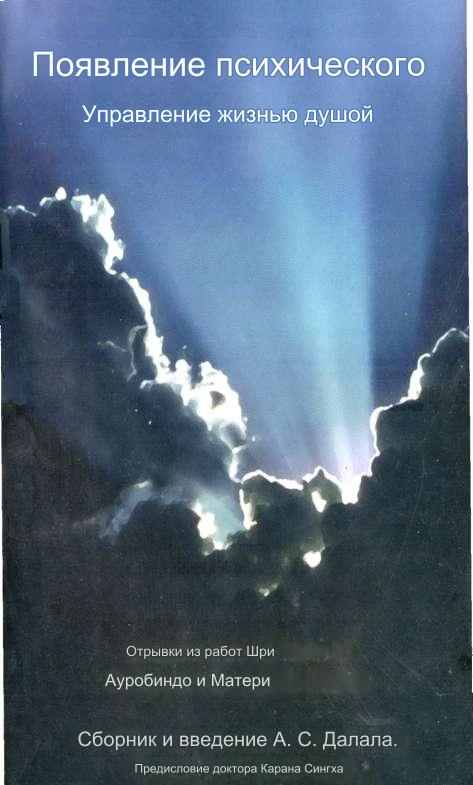 Появление психического
Управление жизнью душой
Отрывки из работ Шри
Ауробиндо и Матери
Сборник и введение А. С. Далала.
Предисловие доктора Карана Сингха